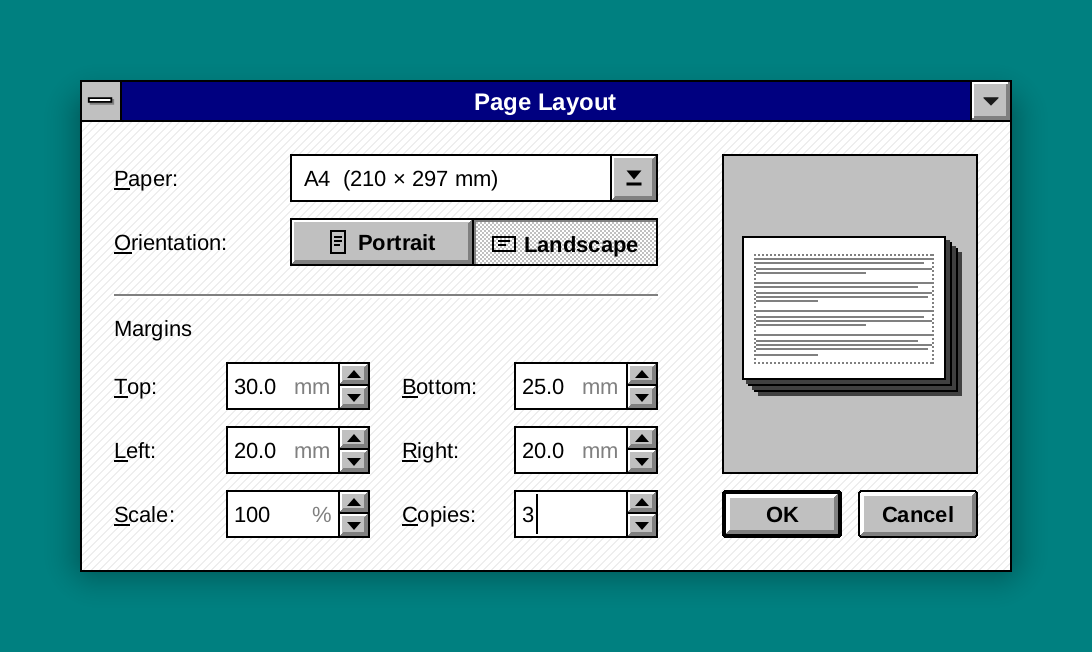 Page Layout
Paper: A4 (210 × 297 mm)
Orientation: Portrait Landscape
Margins
Top: 30.0 mm Bottom: 25.0 mm
Left: 20.0 mm Right: 20.0 mm
Scale: 100 % Copies: 3
OK Cancel